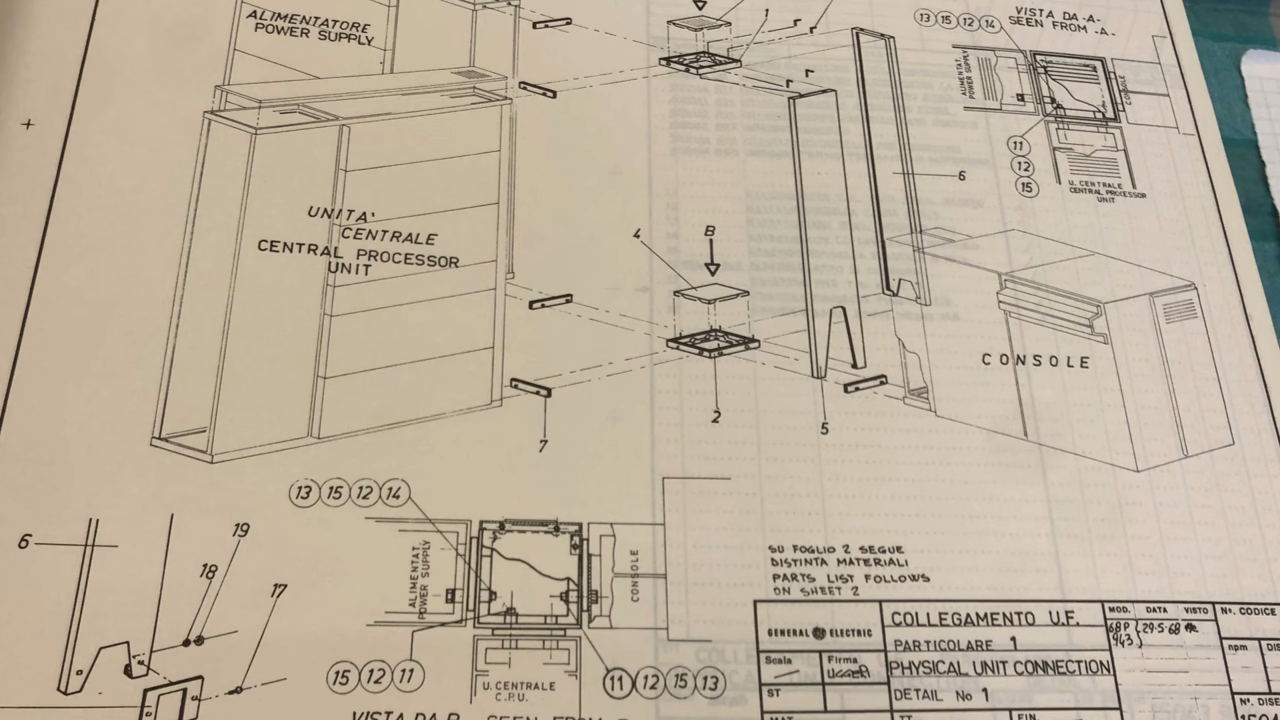 ALIMENTATORE
POWER SUPPLY
1
13 15 12 14
VISTA DA -A-
SEEN FROM -A-
ALIMENTAT.
POWER SUPPLY
CONSOLE
11
12
15
U. CENTRALE
CENTRAL PROCESSOR
UNIT
6
UNITA'
CENTRALE
CENTRAL PROCESSOR
UNIT
4
B
CONSOLE
7
2
5
13 15 12 14
6
19
18
17
ALIMENTAT.
POWER SUPPLY
CONSOLE
15 12 11
U. CENTRALE
C.P.U.
11 12 15 13
SU FOGLIO 2 SEGUE
DISTINTA MATERIALI
PARTS LIST FOLLOWS
ON SHEET 2
GENERAL ELECTRIC
Scala
Firma
ST
COLLEGAMENTO U.F.
PARTICOLARE 1
PHYSICAL UNIT CONNECTION
DETAIL No 1
MOD. DATA VISTO
68P
943
29-5-68
No. CODICE
npm